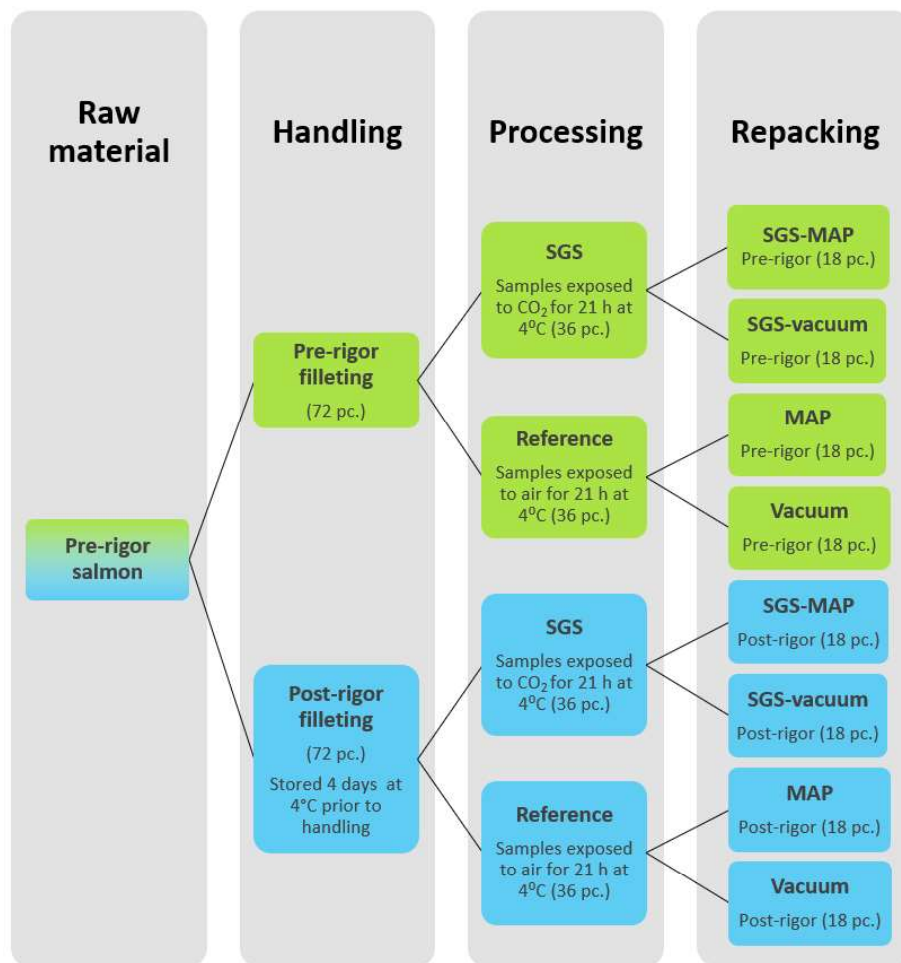 Raw
material
Handling
Processing
Repacking
Pre-rigor
salmon
Pre-rigor
filleting
(72 pc.)
Post-rigor
filleting
(72 pc.)
Stored 4 days at
4°C prior to
handling
SGS
Samples exposed
to CO₂ for 21 h at
4⁰C (36 pc.)
Reference
Samples exposed
to air for 21 h at
4⁰C (36 pc.)
SGS
Samples exposed
to CO₂ for 21 h at
4⁰C (36 pc.)
Reference
Samples exposed
to air for 21 h at
4⁰C (36 pc.)
SGS-MAP
Pre-rigor (18 pc.)
SGS-vacuum
Pre-rigor (18 pc.)
MAP
Pre-rigor (18 pc.)
Vacuum
Pre-rigor (18 pc.)
SGS-MAP
Post-rigor (18 pc.)
SGS-vacuum
Post-rigor (18 pc.)
MAP
Post-rigor (18 pc.)
Vacuum
Post-rigor (18 pc.)